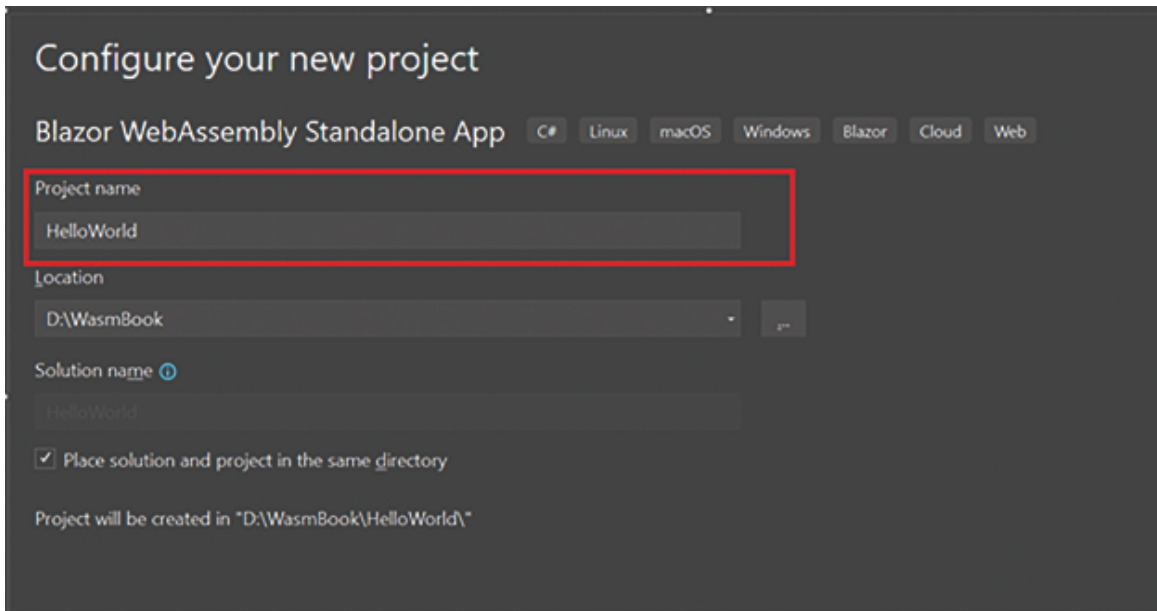 Configure your new project
Blazor WebAssembly Standalone App C# Linux macOS Windows Blazor Cloud Web
Project name
HelloWorld
Location
D:\WasmBook
...
Solution name
HelloWorld
Place solution and project in the same directory
Project will be created in "D:\WasmBook\HelloWorld\"